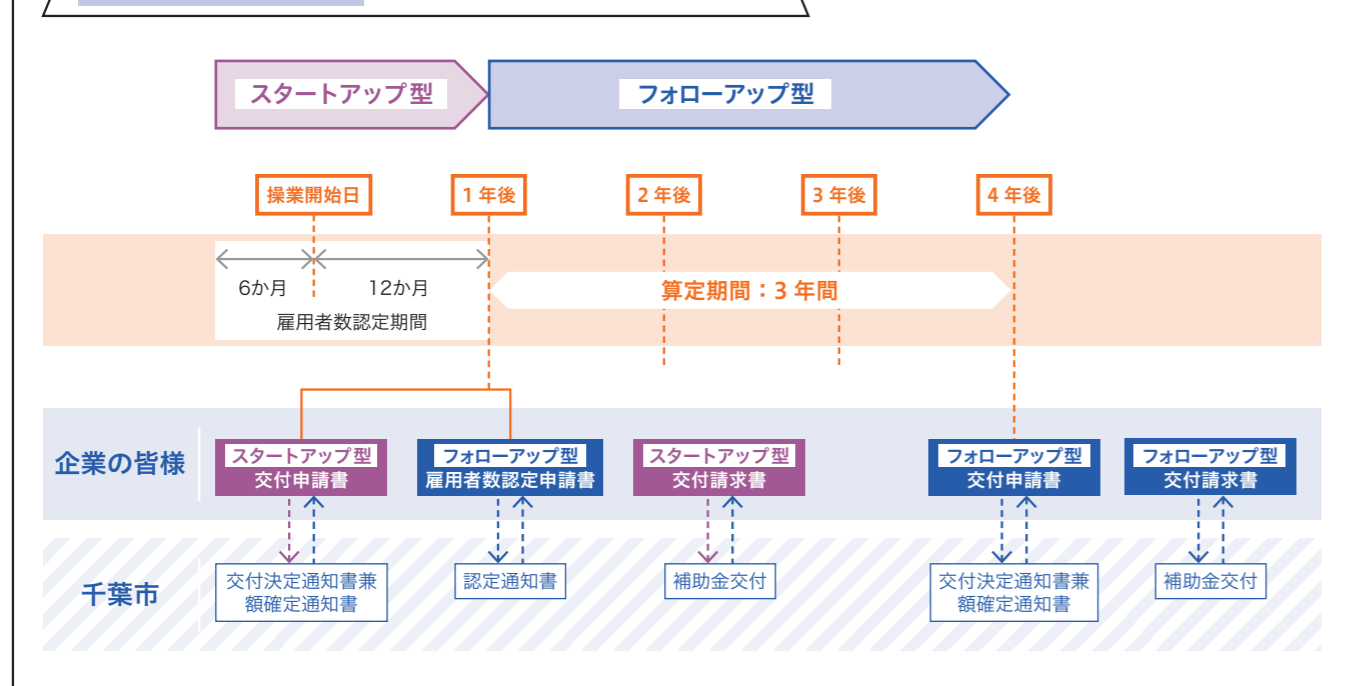 スタートアップ型
フォローアップ型
操業開始日
1年後
2年後
3年後
4年後
6か月
12か月
雇用者数認定期間
算定期間：3年間
企業の皆様
スタートアップ型
交付申請書
フォローアップ型
雇用者数認定申請書
スタートアップ型
交付請求書
フォローアップ型
交付申請書
フォローアップ型
交付請求書
千葉市
交付決定通知書兼
額確定通知書
認定通知書
補助金交付
交付決定通知書兼
額確定通知書
補助金交付